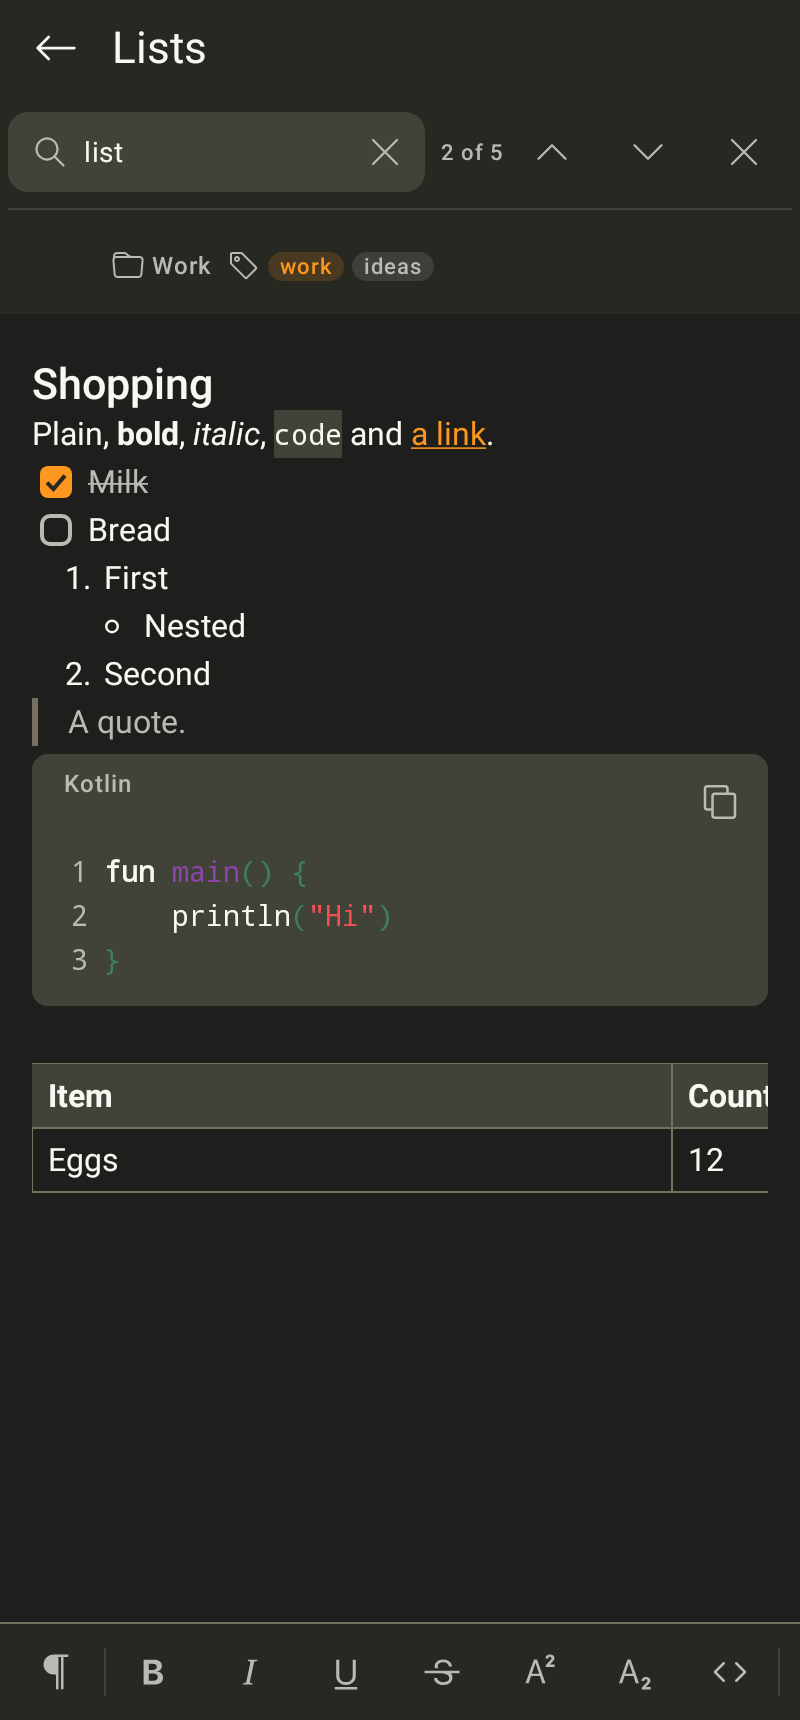 Lists
list
2 of 5
Work work ideas
Shopping
Plain, bold, italic, code and a link.
Milk
Bread
1. First
Nested
2. Second
A quote.
Kotlin
1 fun main() {
2     println("Hi")
3 }
Item Count
Eggs 12
¶ B I U S A² A₂ <>